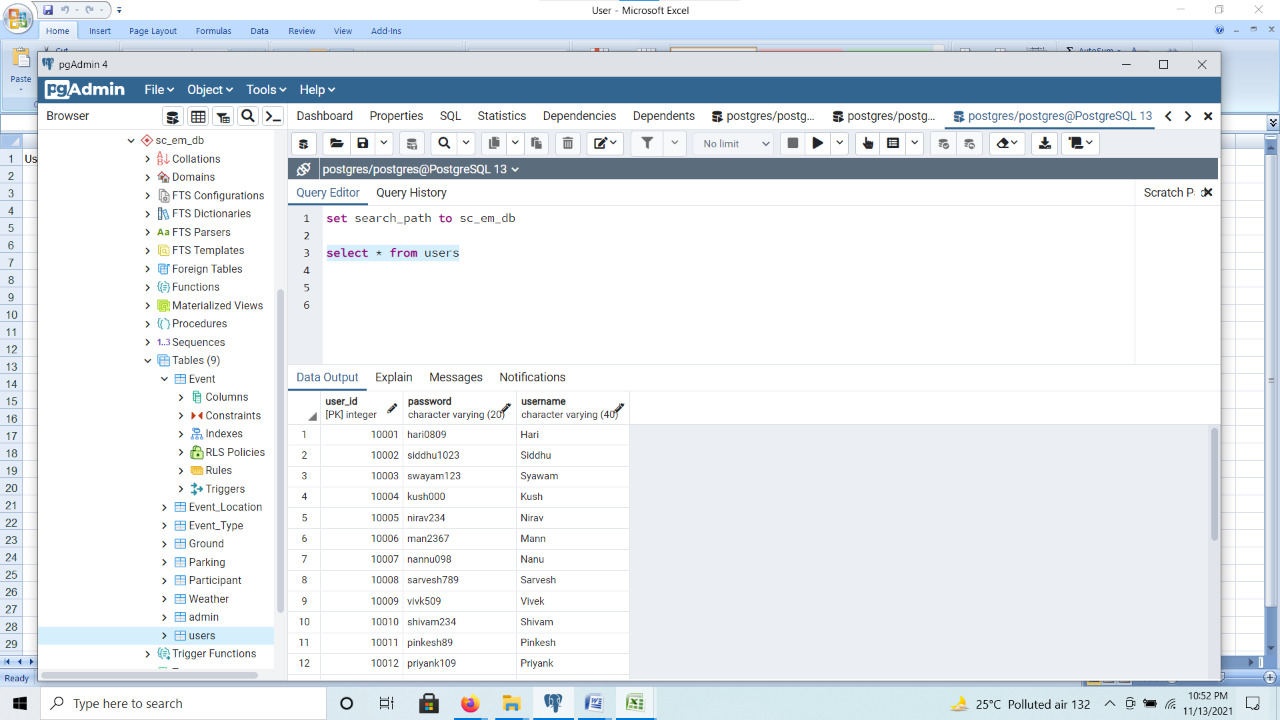 User - Microsoft Excel
Home Insert Page Layout Formulas Data Review View Add-Ins
Cut
AutoSum
Paste
pgAdmin 4
pgAdmin File Object Tools Help
Browser
Dashboard Properties SQL Statistics Dependencies Dependents postgres/postg... postgres/postg... postgres/postgres@PostgreSQL 13
No limit
postgres/postgres@PostgreSQL 13
Query Editor Query History
Scratch P
1 set search_path to sc_em_db
2
3 select * from users
4
5
6
sc_em_db
Collations
Domains
FTS Configurations
FTS Dictionaries
Aa FTS Parsers
FTS Templates
Foreign Tables
Functions
Materialized Views
Procedures
1..3 Sequences
Tables (9)
Event
Columns
Constraints
Indexes
RLS Policies
Rules
Triggers
Event_Location
Event_Type
Ground
Parking
Participant
Weather
admin
users
Trigger Functions
Data Output Explain Messages Notifications
user_id password username
[PK] integer character varying (20) character varying (40)
1 10001 hari0809 Hari
2 10002 siddhu1023 Siddhu
3 10003 swayam123 Syawam
4 10004 kush000 Kush
5 10005 nirav234 Nirav
6 10006 man2367 Mann
7 10007 nannu098 Nanu
8 10008 sarvesh789 Sarvesh
9 10009 vivk509 Vivek
10 10010 shivam234 Shivam
11 10011 pinkesh89 Pinkesh
12 10012 priyank109 Priyank
1 Us
2
3
4
5
6
7
8
9
10
11
12
13
14
15
16
17
18
19
20
21
22
23
24
25
26
27
28
29
Ready
Type here to search
25°C Polluted air 132
10:52 PM
11/13/2021